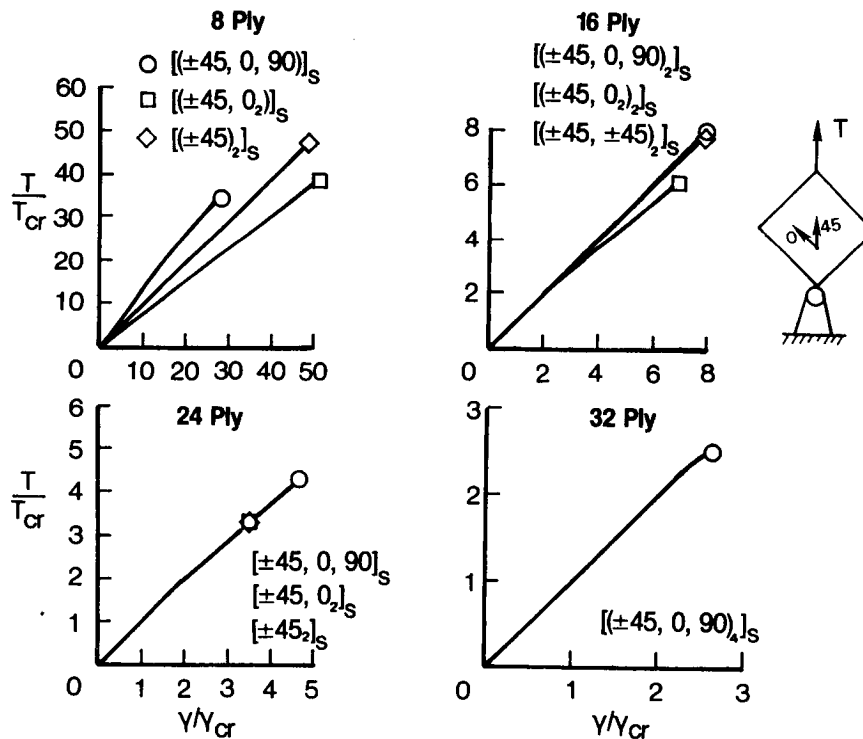 8 Ply
[(±45, 0, 90)]S
[(±45, 0₂)]S
[(±45)₂]S
T/Tcr
60
50
40
30
20
10
0
10 20 30 40 50
16 Ply
[(±45, 0, 90)₂]S
[(±45, 0₂)₂]S
[(±45, ±45)₂]S
8
6
4
2
0
2 4 6 8
T
0 45
24 Ply
T/Tcr
6
5
4
3
2
1
0
1 2 3 4 5
[±45, 0, 90]S
[±45, 0₂]S
[±45₂]S
γ/γcr
32 Ply
3
2
1
0
1 2 3
[(±45, 0, 90)₄]S
γ/γcr